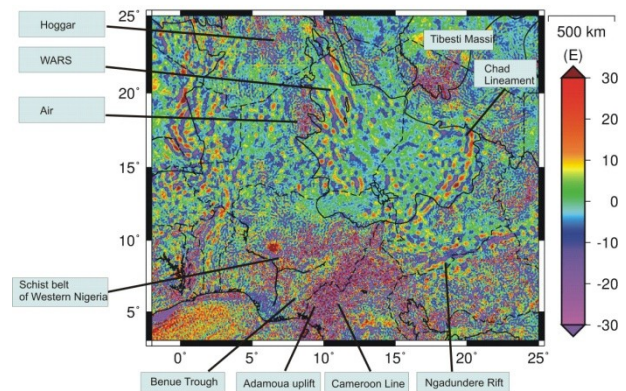 25°
Hoggar
Tibesti Massif
500 km
(E)
WARS
Chad
Lineament
30
20°
20
Air
10
15°
0
10°
-10
Schist belt
of Western Nigeria
-20
5°
-30
0° 5° 10° 15° 20° 25°
Benue Trough
Adamoua uplift
Cameroon Line
Ngadundere Rift